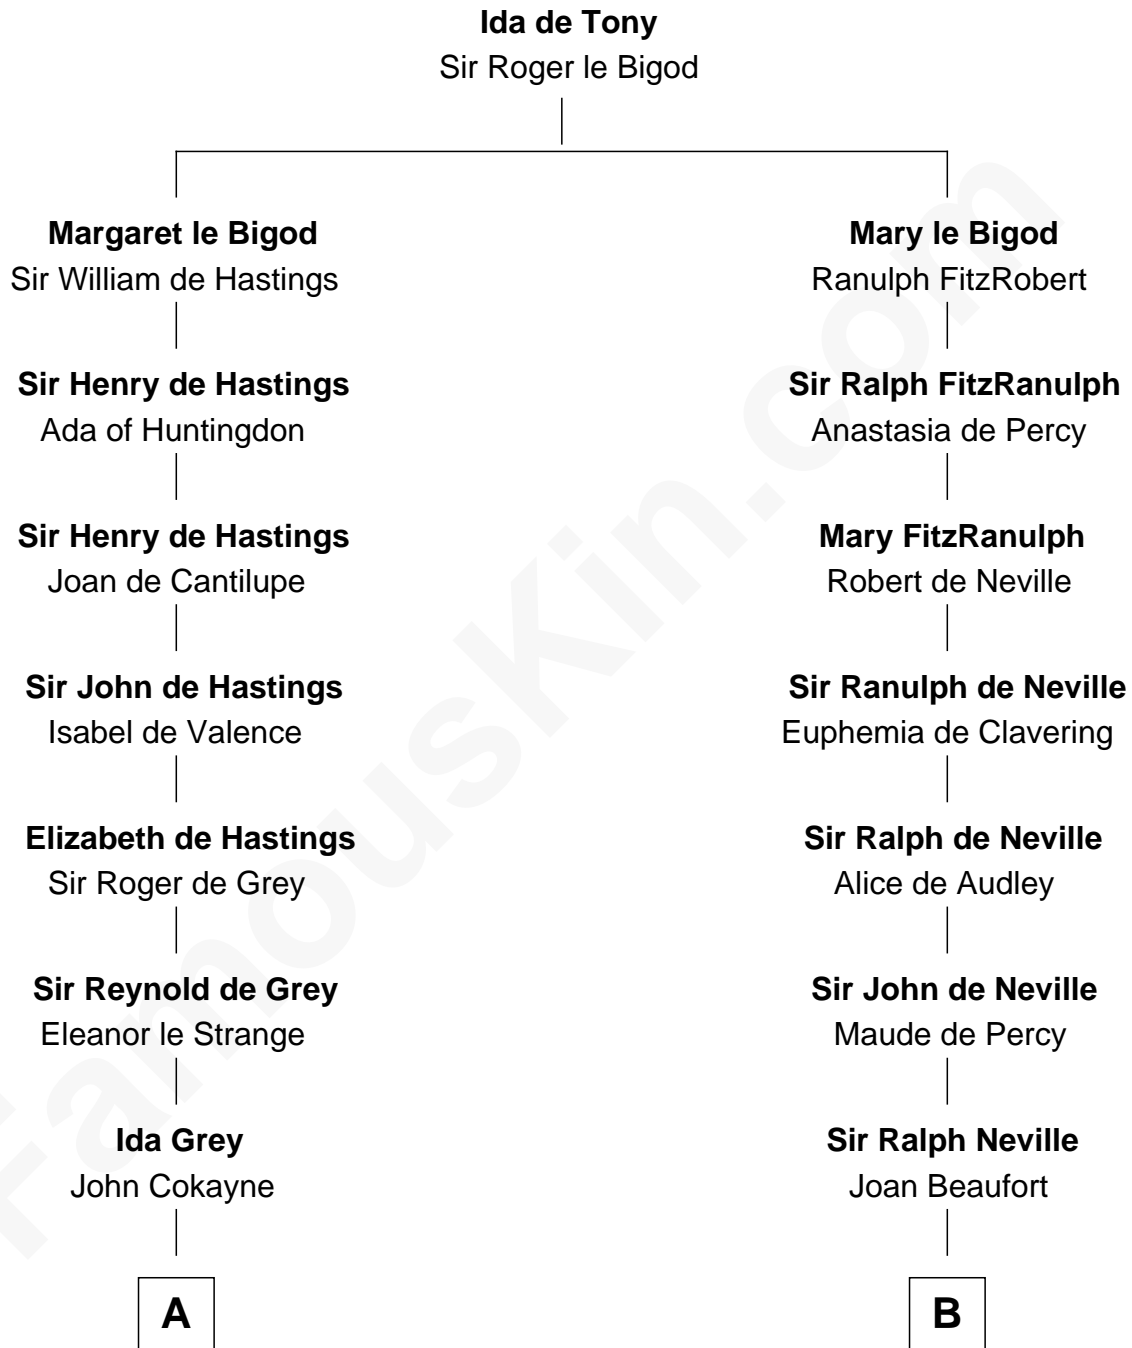 Ida de Tony
Sir Roger le Bigod
Margaret le Bigod
Sir William de Hastings
Mary le Bigod
Ranulph FitzRobert
Sir Henry de Hastings
Ada of Huntingdon
Sir Ralph FitzRanulph
Anastasia de Percy
Sir Henry de Hastings
Joan de Cantilupe
Mary FitzRanulph
Robert de Neville
Sir John de Hastings
Isabel de Valence
Sir Ranulph de Neville
Euphemia de Clavering
Elizabeth de Hastings
Sir Roger de Grey
Sir Ralph de Neville
Alice de Audley
Sir Reynold de Grey
Eleanor le Strange
Sir John de Neville
Maude de Percy
Ida Grey
John Cokayne
Sir Ralph Neville
Joan Beaufort
A
B
FamousKin.com